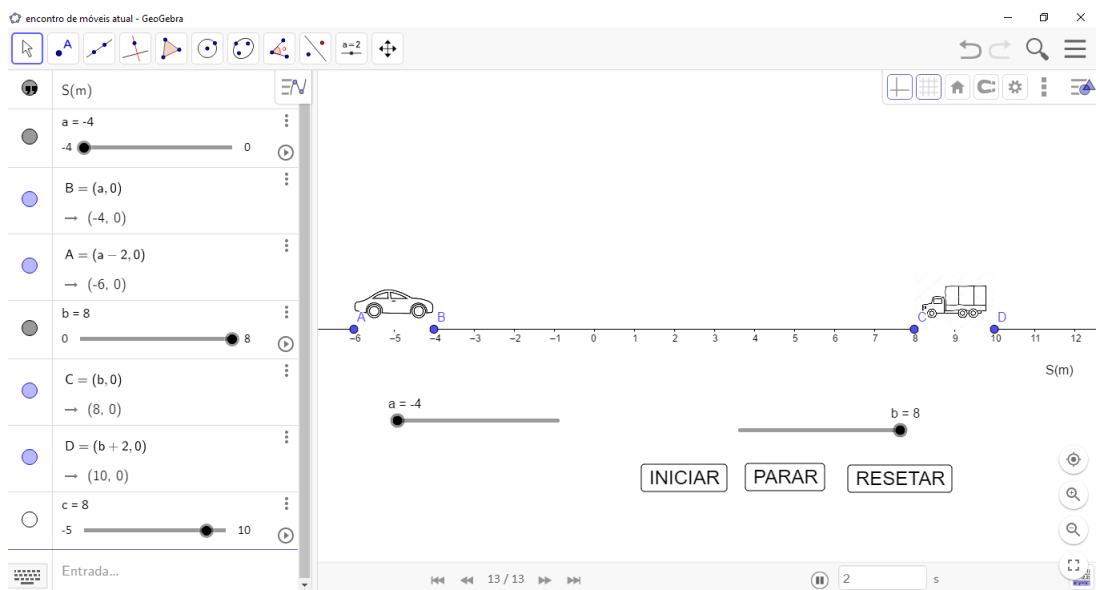 encontro de móveis atual - GeoGebra
A
a=2
S(m)
a = -4
-4 0
B = (a, 0)
→ (-4, 0)
A = (a − 2, 0)
→ (-6, 0)
b = 8
0 8
C = (b, 0)
→ (8, 0)
D = (b + 2, 0)
→ (10, 0)
c = 8
-5 10
Entrada...
A B C D
−6 -5 −4 −3 −2 −1 0 1 2 3 4 5 6 7 8 9 10 11 12
S(m)
a = -4
b = 8
INICIAR PARAR RESETAR
13 / 13
2 s